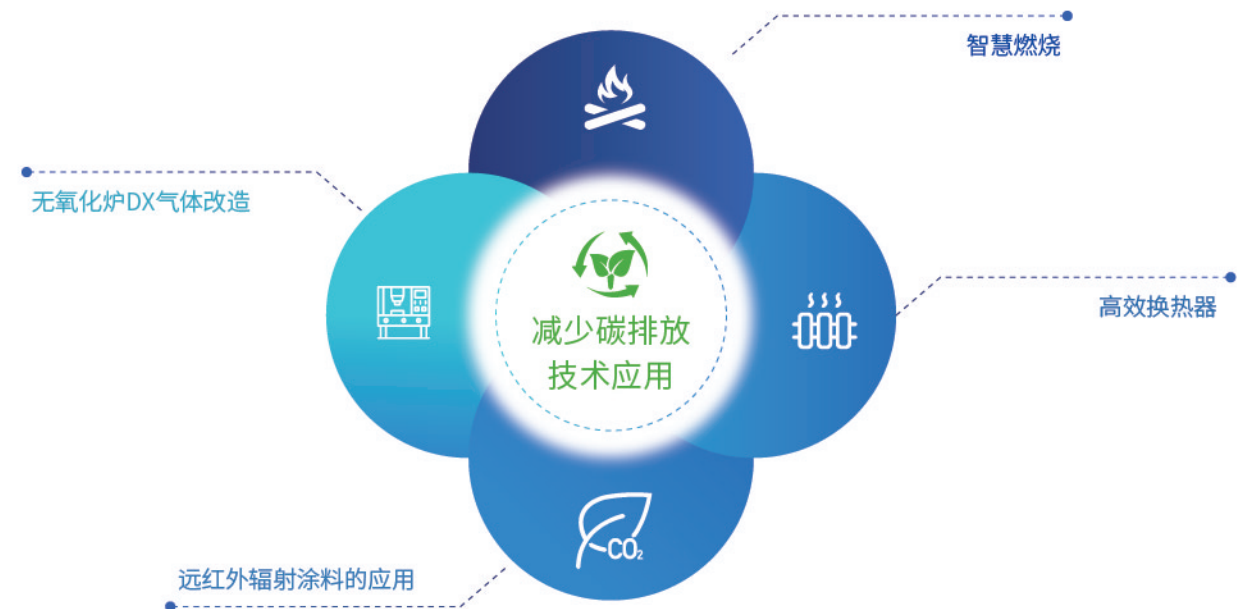 智慧燃烧
无氧化炉DX气体改造
高效换热器
减少碳排放
技术应用
CO₂
远红外辐射涂料的应用